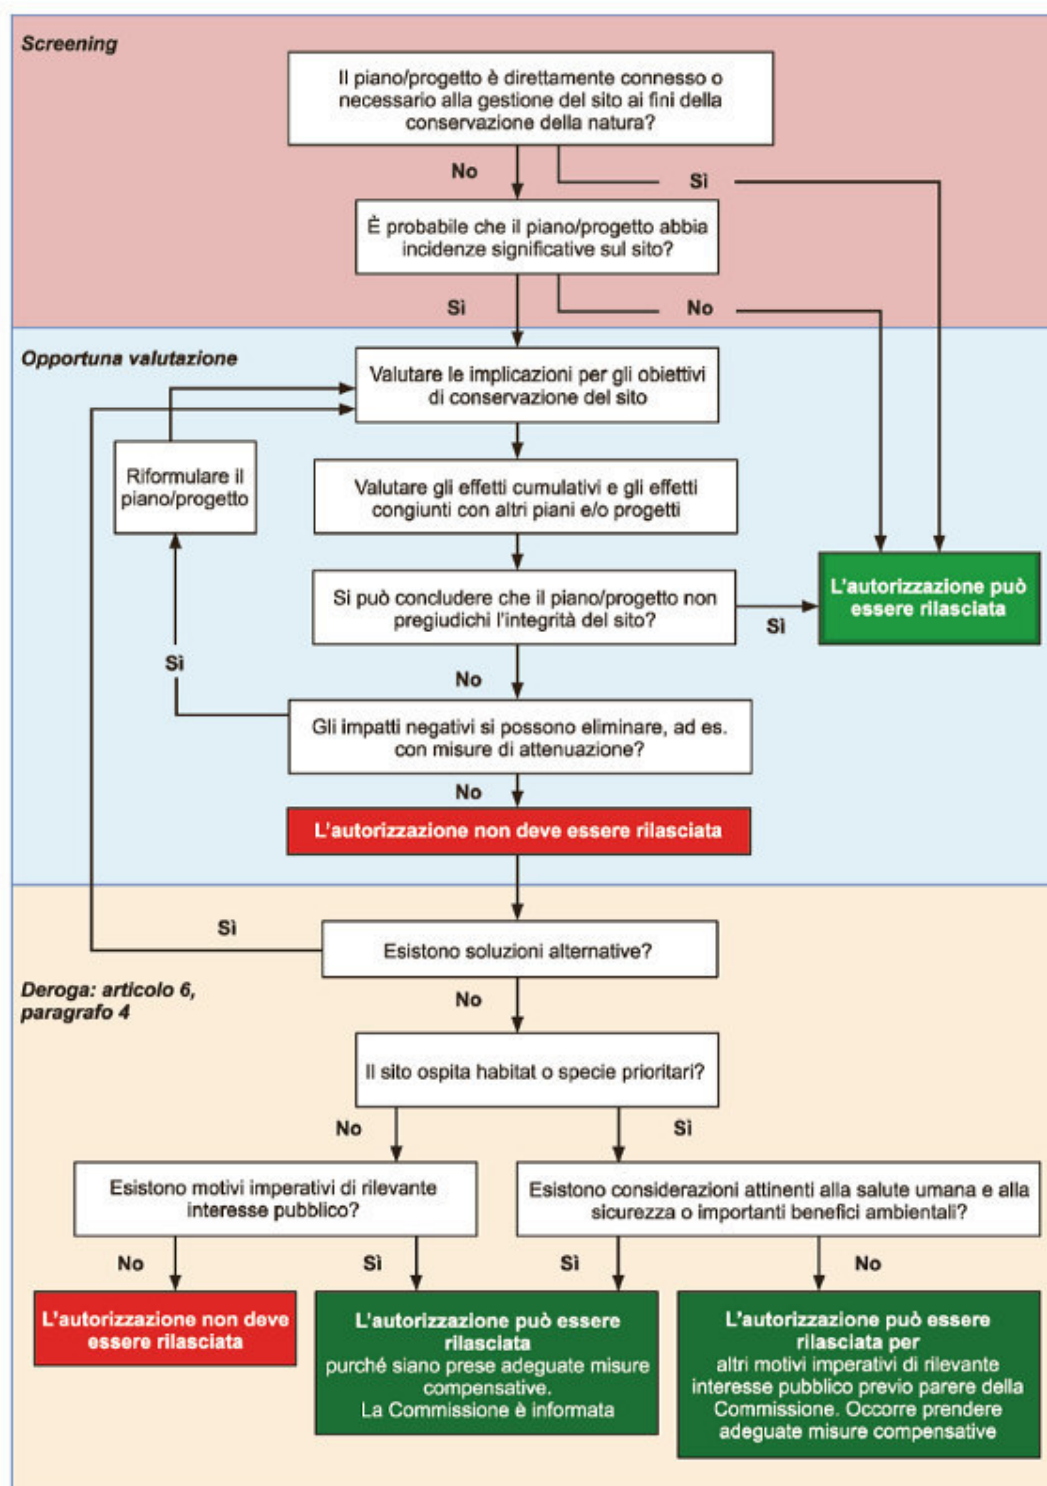 Screening
Il piano/progetto è direttamente connesso o
necessario alla gestione del sito ai fini della
conservazione della natura?
No
Sì
È probabile che il piano/progetto abbia
incidenze significative sul sito?
Sì
No
Opportuna valutazione
Valutare le implicazioni per gli obiettivi
di conservazione del sito
Riformulare il
piano/progetto
Valutare gli effetti cumulativi e gli effetti
congiunti con altri piani e/o progetti
L'autorizzazione può
essere rilasciata
Si può concludere che il piano/progetto non
pregiudichi l'integrità del sito?
Sì
Sì
No
Gli impatti negativi si possono eliminare, ad es.
con misure di attenuazione?
No
L'autorizzazione non deve essere rilasciata
Sì
Esistono soluzioni alternative?
Deroga: articolo 6,
paragrafo 4
No
Il sito ospita habitat o specie prioritari?
No
Sì
Esistono motivi imperativi di rilevante
interesse pubblico?
Esistono considerazioni attinenti alla salute umana e alla
sicurezza o importanti benefici ambientali?
No
Sì
Sì
No
L'autorizzazione non deve
essere rilasciata
L'autorizzazione può essere
rilasciata
purché siano prese adeguate misure
compensative.
La Commissione è informata
L'autorizzazione può essere
rilasciata per
altri motivi imperativi di rilevante
interesse pubblico previo parere della
Commissione. Occorre prendere
adeguate misure compensative